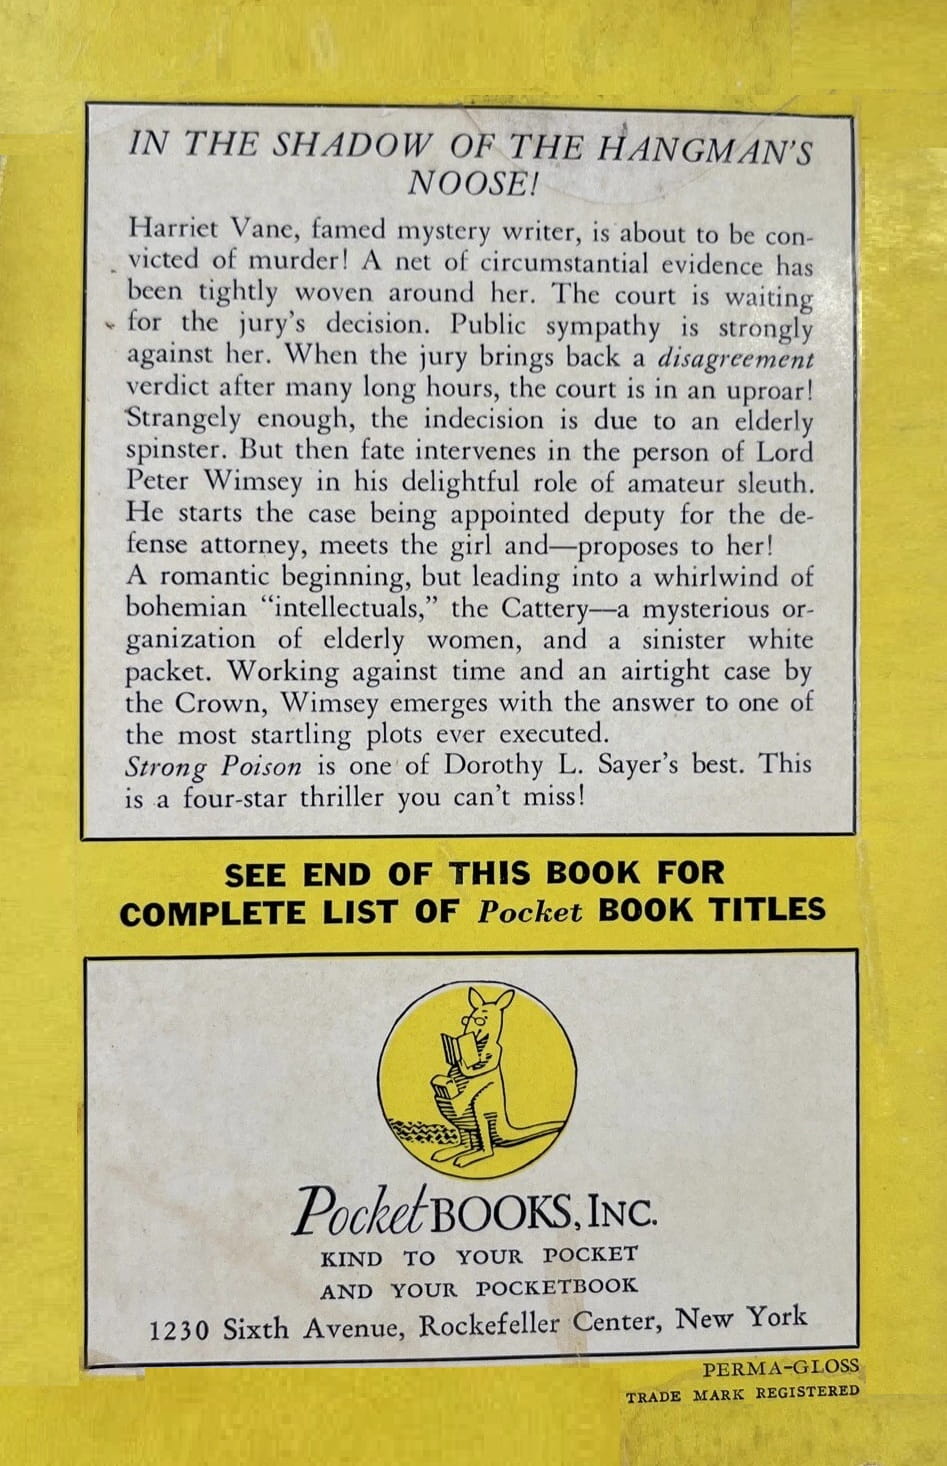 IN THE SHADOW OF THE HANGMAN'S
NOOSE!
Harriet Vane, famed mystery writer, is about to be con-
victed of murder! A net of circumstantial evidence has
been tightly woven around her. The court is waiting
for the jury's decision. Public sympathy is strongly
against her. When the jury brings back a disagreement
verdict after many long hours, the court is in an uproar!
Strangely enough, the indecision is due to an elderly
spinster. But then fate intervenes in the person of Lord
Peter Wimsey in his delightful role of amateur sleuth.
He starts the case being appointed deputy for the de-
fense attorney, meets the girl and—proposes to her!
A romantic beginning, but leading into a whirlwind of
bohemian “intellectuals,” the Cattery—a mysterious or-
ganization of elderly women, and a sinister white
packet. Working against time and an airtight case by
the Crown, Wimsey emerges with the answer to one of
the most startling plots ever executed.
Strong Poison is one of Dorothy L. Sayer's best. This
is a four-star thriller you can't miss!
SEE END OF THIS BOOK FOR
COMPLETE LIST OF Pocket BOOK TITLES
Pocket BOOKS, INC.
KIND TO YOUR POCKET
AND YOUR POCKETBOOK
1230 Sixth Avenue, Rockefeller Center, New York
PERMA-GLOSS
TRADE MARK REGISTERED